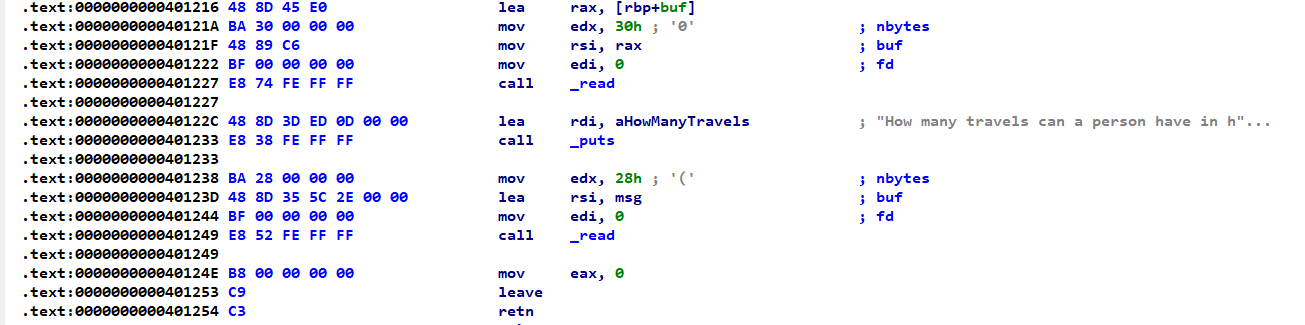 .text:0000000000401216 48 8D 45 E0 lea rax, [rbp+buf]
.text:000000000040121A BA 30 00 00 00 mov edx, 30h ; '0' ; nbytes
.text:000000000040121F 48 89 C6 mov rsi, rax ; buf
.text:0000000000401222 BF 00 00 00 00 mov edi, 0 ; fd
.text:0000000000401227 E8 74 FE FF FF call _read
.text:0000000000401227
.text:000000000040122C 48 8D 3D ED 0D 00 00 lea rdi, aHowManyTravels ; "How many travels can a person have in h"...
.text:0000000000401233 E8 38 FE FF FF call _puts
.text:0000000000401233
.text:0000000000401238 BA 28 00 00 00 mov edx, 28h ; '(' ; nbytes
.text:000000000040123D 48 8D 35 5C 2E 00 00 lea rsi, msg ; buf
.text:0000000000401244 BF 00 00 00 00 mov edi, 0 ; fd
.text:0000000000401249 E8 52 FE FF FF call _read
.text:0000000000401249
.text:000000000040124E B8 00 00 00 00 mov eax, 0
.text:0000000000401253 C9 leave
.text:0000000000401254 C3 retn